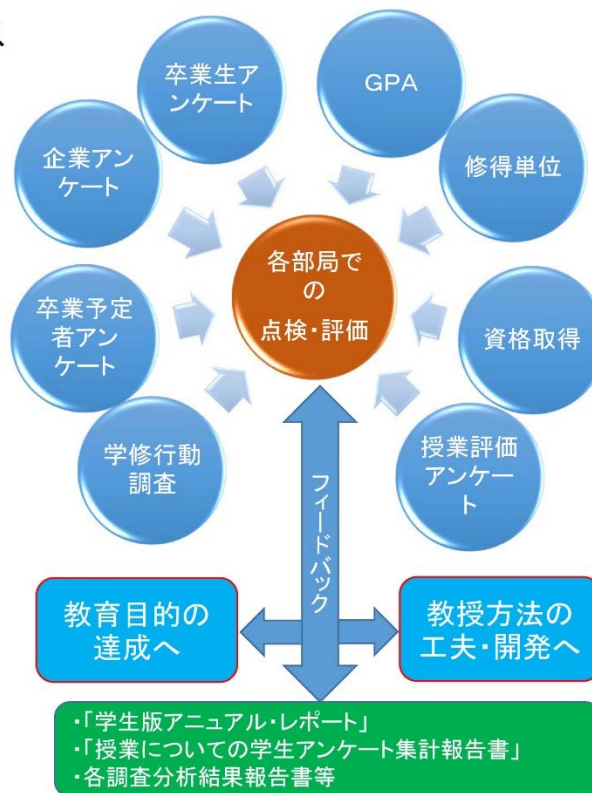 、
卒業生ア
ンケート
GPA
企業アン
ケート
修得単位
各部局で
の
点検・評価
卒業予定
者アン
ケート
資格取得
学修行動
調査
授業評価
アンケー
ト
フィードバック
教育目的の
達成へ
教授方法の
工夫・開発へ
・「学生版アニュアル・レポート」
・「授業についての学生アンケート集計報告書」
・各調査分析結果報告書等